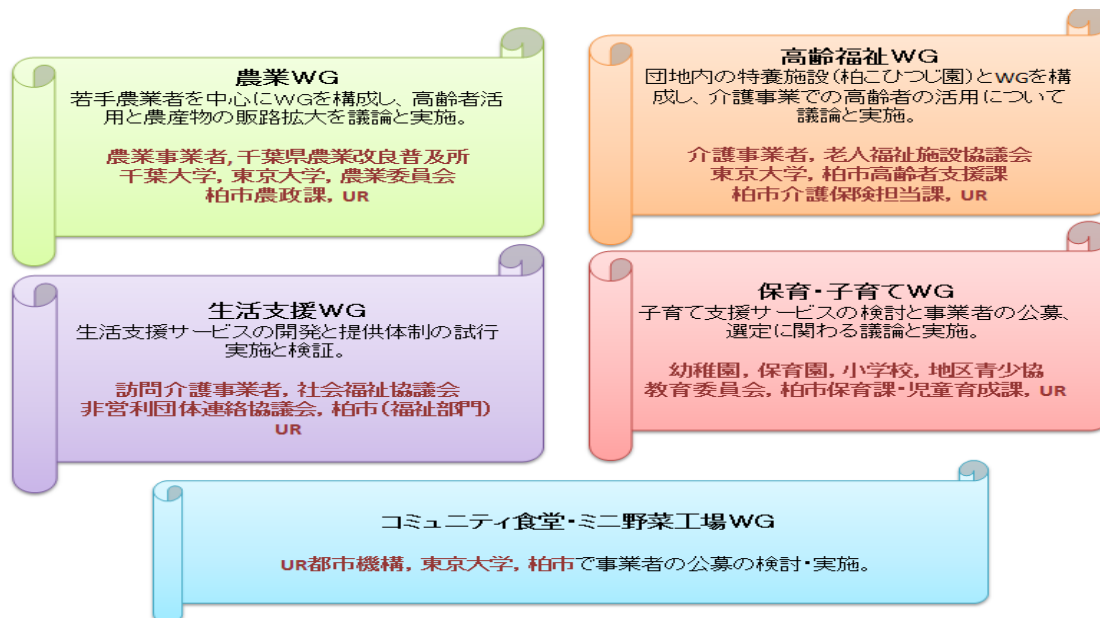 農業WG
若手農業者を中心にWGを構成し、高齢者活
用と農産物の販路拡大を議論と実施。
農業事業者, 千葉県農業改良普及所
千葉大学, 東京大学, 農業委員会
柏市農政課, UR
高齢福祉WG
団地内の特養施設(柏こひつじ園)とWGを構
成し、介護事業での高齢者の活用について
議論と実施。
介護事業者, 老人福祉施設協議会
東京大学, 柏市高齢者支援課
柏市介護保険担当課, UR
生活支援WG
生活支援サービスの開発と提供体制の試行
実施と検証。
訪問介護事業者, 社会福祉協議会
非営利団体連絡協議会, 柏市(福祉部門)
UR
保育・子育てWG
子育て支援サービスの検討と事業者の公募、
選定に関わる議論と実施。
幼稚園, 保育園, 小学校, 地区青少協
教育委員会, 柏市保育課・児童育成課, UR
コミュニティ食堂・ミニ野菜工場WG
UR都市機構, 東京大学, 柏市で事業者の公募の検討・実施。